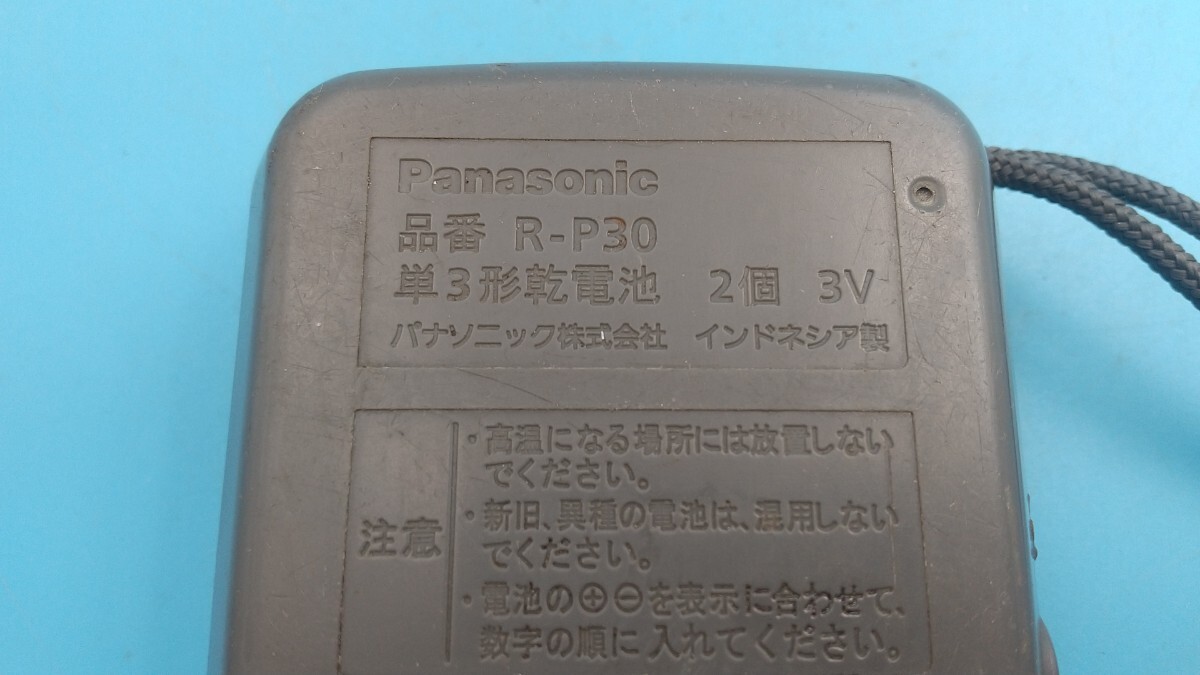 Panasonic
品番 R-P30
単3形乾電池 2個 3V
パナソニック株式会社 インドネシア製
注意
・高温になる場所には放置しない
でください。
・新旧、異種の電池は、混用しない
でください。
・電池の⊕⊖を表示に合わせて、
数字の順に入れてください。